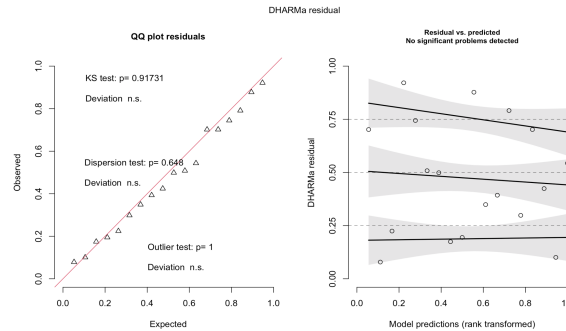 DHARMa residual
QQ plot residuals
KS test: p= 0.91731
Deviation n.s.
Dispersion test: p= 0.648
Deviation n.s.
Outlier test: p= 1
Deviation n.s.
Observed
0.0 0.2 0.4 0.6 0.8 1.0
0.0 0.2 0.4 0.6 0.8 1.0
Expected
Residual vs. predicted
No significant problems detected
DHARMa residual
0.00 0.25 0.50 0.75 1.00
0.0 0.2 0.4 0.6 0.8
Model predictions (rank transformed)